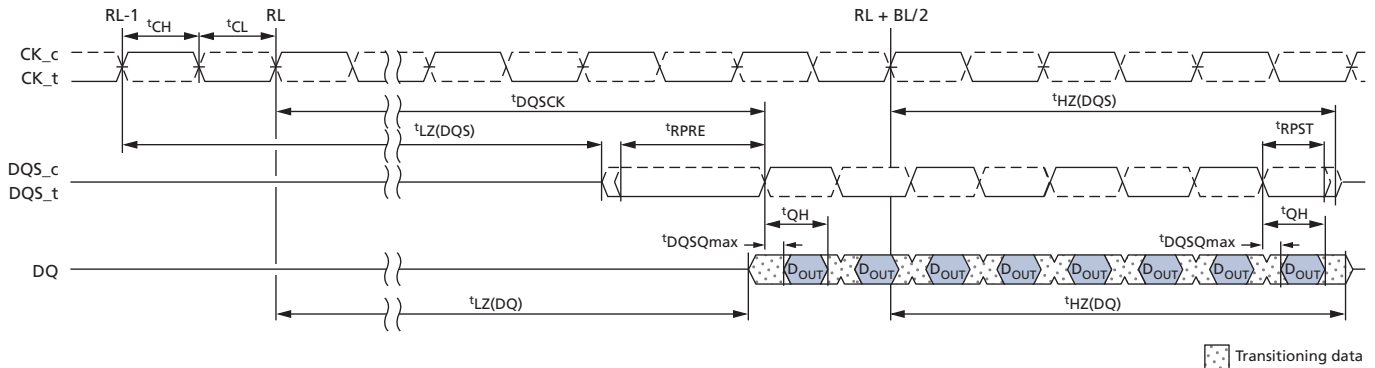 RL-1 RL RL + BL/2
tCH tCL
CK_c
CK_t
tDQSCK tHZ(DQS)
tLZ(DQS) tRPRE tRPST
DQS_c
DQS_t
tQH tQH
tDQSQmax tDQSQmax
DQ DOUT DOUT DOUT DOUT DOUT DOUT DOUT DOUT
tLZ(DQ) tHZ(DQ)
Transitioning data